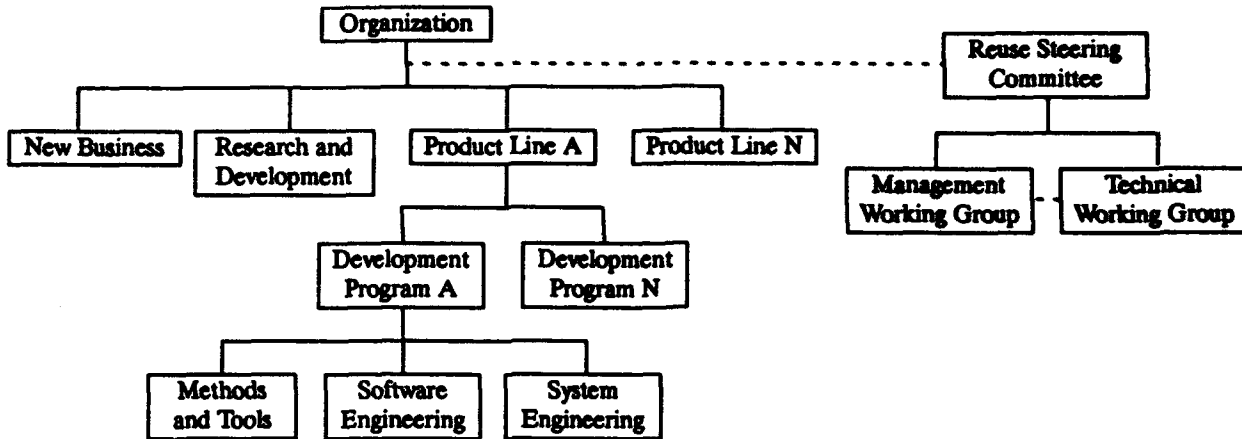 Organization
Reuse Steering
Committee
New Business
Research and
Development
Product Line A
Product Line N
Management
Working Group
Technical
Working Group
Development
Program A
Development
Program N
Methods
and Tools
Software
Engineering
System
Engineering